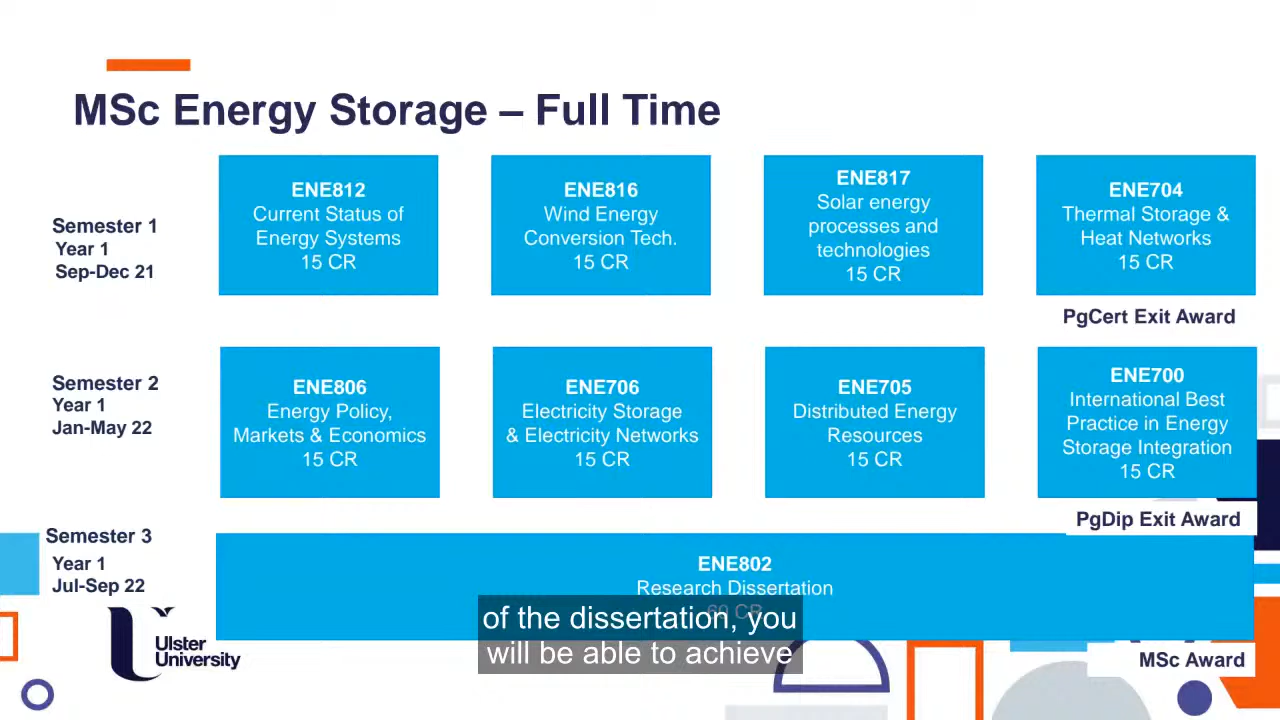 MSc Energy Storage – Full Time
Semester 1
Year 1
Sep-Dec 21
ENE812
Current Status of
Energy Systems
15 CR
ENE816
Wind Energy
Conversion Tech.
15 CR
ENE817
Solar energy
processes and
technologies
15 CR
ENE704
Thermal Storage &
Heat Networks
15 CR
PgCert Exit Award
Semester 2
Year 1
Jan-May 22
ENE806
Energy Policy,
Markets & Economics
15 CR
ENE706
Electricity Storage
& Electricity Networks
15 CR
ENE705
Distributed Energy
Resources
15 CR
ENE700
International Best
Practice in Energy
Storage Integration
15 CR
PgDip Exit Award
Semester 3
Year 1
Jul-Sep 22
ENE802
Research Dissertation
60 CR
of the dissertation, you
will be able to achieve
Ulster
University
MSc Award